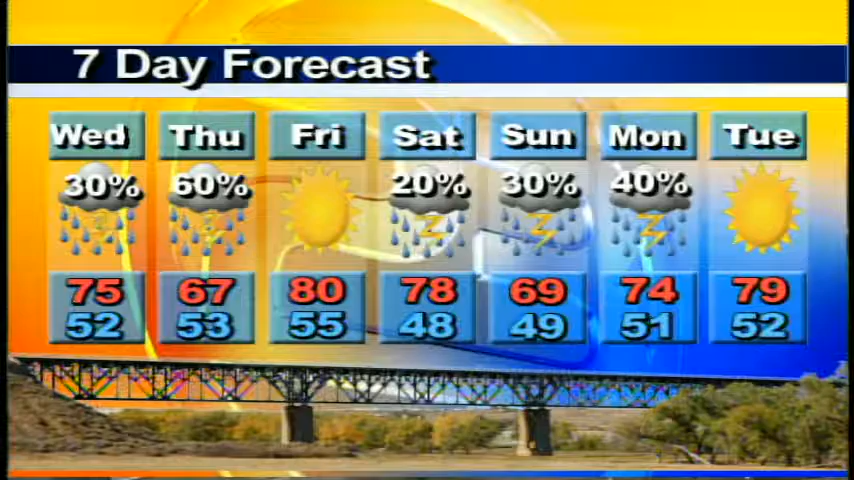 7 Day Forecast
Wed Thu Fri Sat Sun Mon Tue
30% 60% 20% 30% 40%
75 67 80 78 69 74 79
52 53 55 48 49 51 52